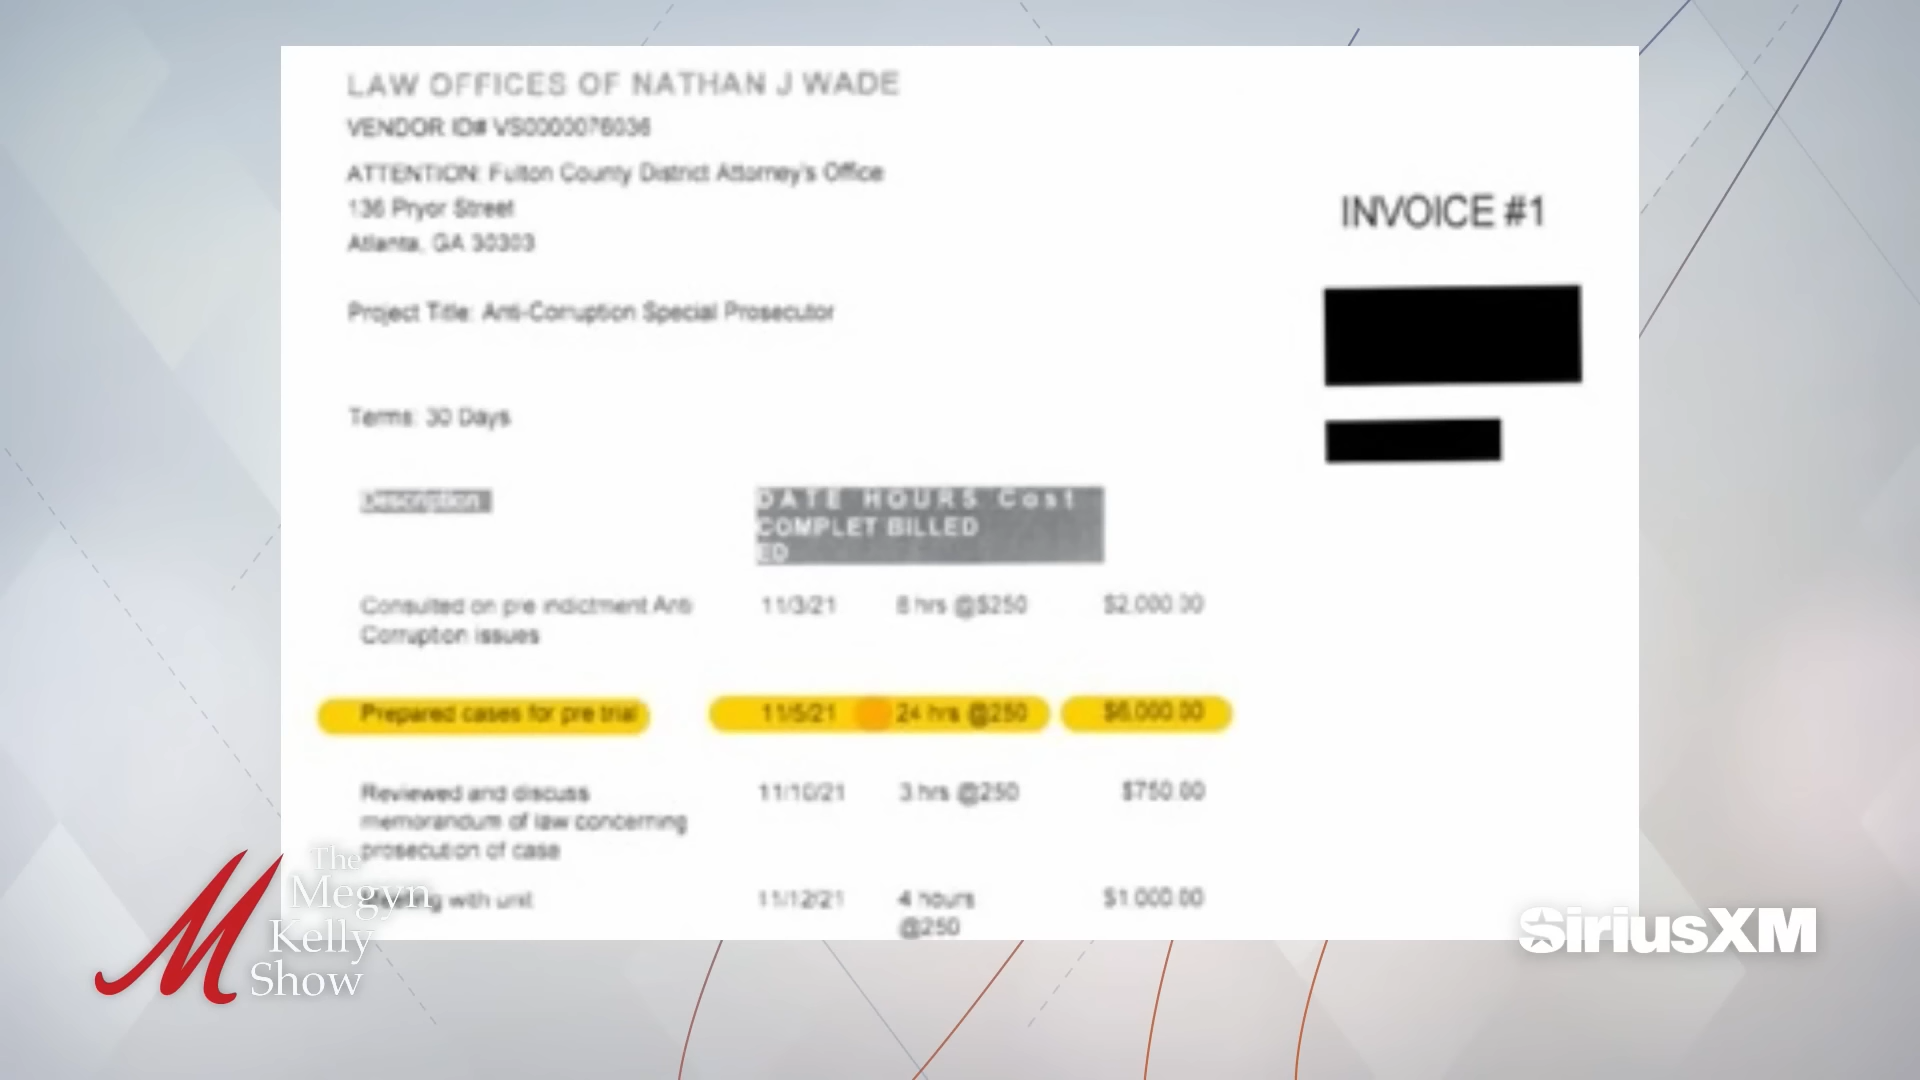 LAW OFFICES OF NATHAN J WADE
VENDOR ID# VS0000076036
ATTENTION: Fulton County District Attorney's Office
136 Pryor Street
Atlanta, GA 30303
INVOICE #1
Project Title: Anti-Corruption Special Prosecutor
Terms: 30 Days
Description
DATE HOURS Cost
COMPLET BILLED
ED
Consulted on pre indictment Anti 11/3/21 8 hrs @$250 $2,000.00
Corruption issues
Prepared cases for pre trial 11/5/21 24 hrs @250 $6,000.00
Reviewed and discuss 11/10/21 3 hrs @250 $750.00
memorandum of law concerning
prosecution of case
with unit 11/12/21 4 hours $1,000.00
@250
The
Megyn
Kelly
Show
SiriusXM